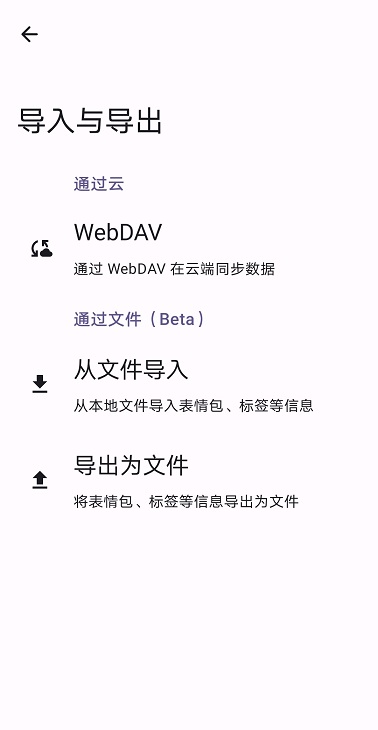 导入与导出
通过云
WebDAV
通过 WebDAV 在云端同步数据
通过文件（Beta）
从文件导入
从本地文件导入表情包、标签等信息
导出为文件
将表情包、标签等信息导出为文件